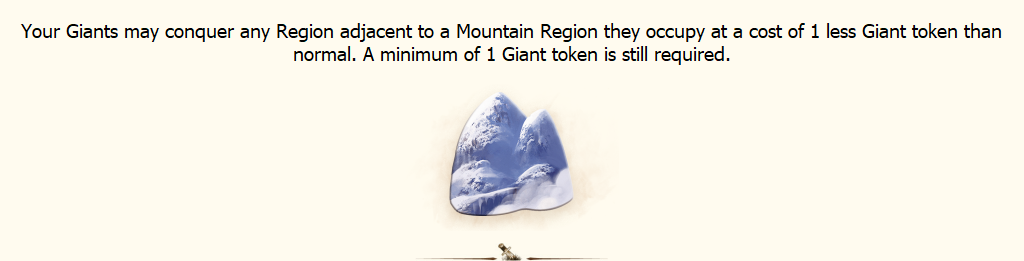 Your Giants may conquer any Region adjacent to a Mountain Region they occupy at a cost of 1 less Giant token than
normal. A minimum of 1 Giant token is still required.